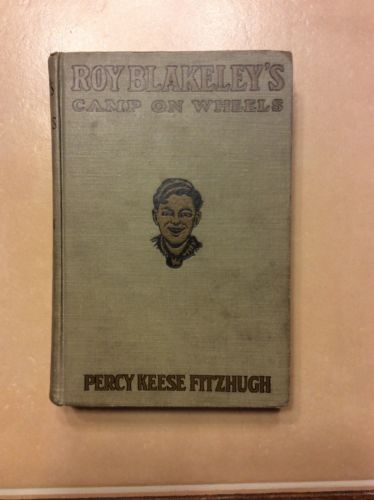 ROY BLAKELEY'S
CAMP ON WHEELS
PERCY KEESE FITZHUGH